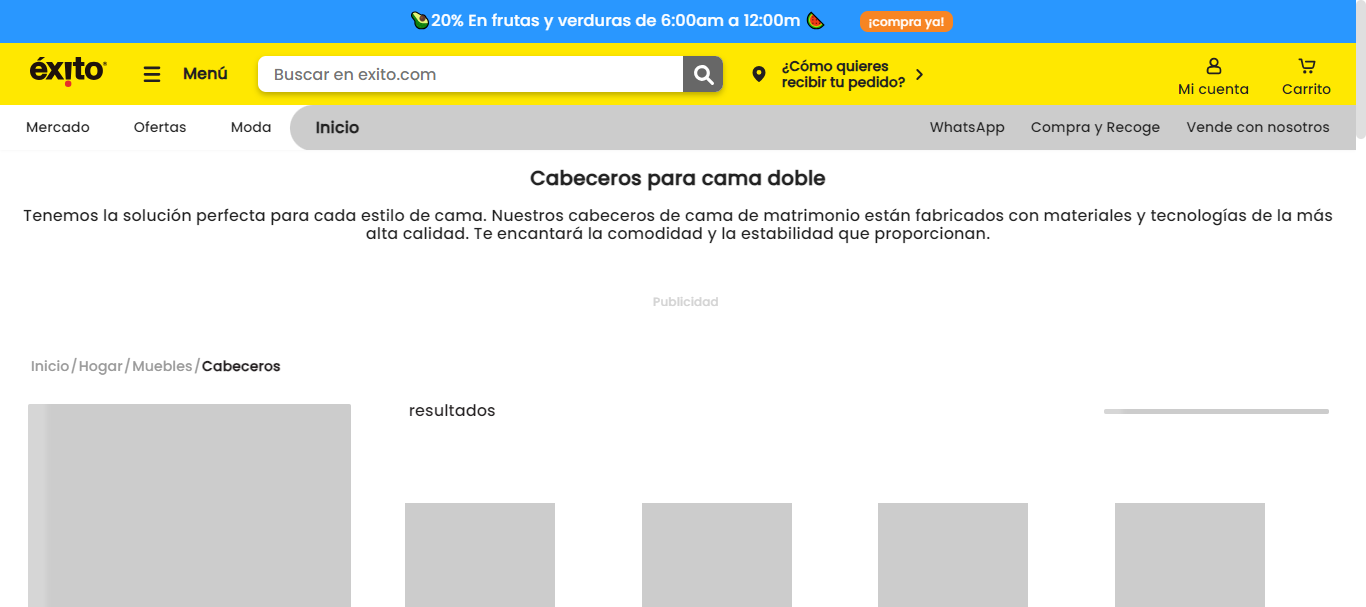 20% En frutas y verduras de 6:00am a 12:00m
¡compra ya!
éxito
Menú
Buscar en exito.com
¿Cómo quieres
recibir tu pedido?
Mi cuenta
Carrito
Mercado
Ofertas
Moda
Inicio
WhatsApp
Compra y Recoge
Vende con nosotros
Cabeceros para cama doble
Tenemos la solución perfecta para cada estilo de cama. Nuestros cabeceros de cama de matrimonio están fabricados con materiales y tecnologías de la más
alta calidad. Te encantará la comodidad y la estabilidad que proporcionan.
Publicidad
Inicio/Hogar/Muebles/Cabeceros
resultados